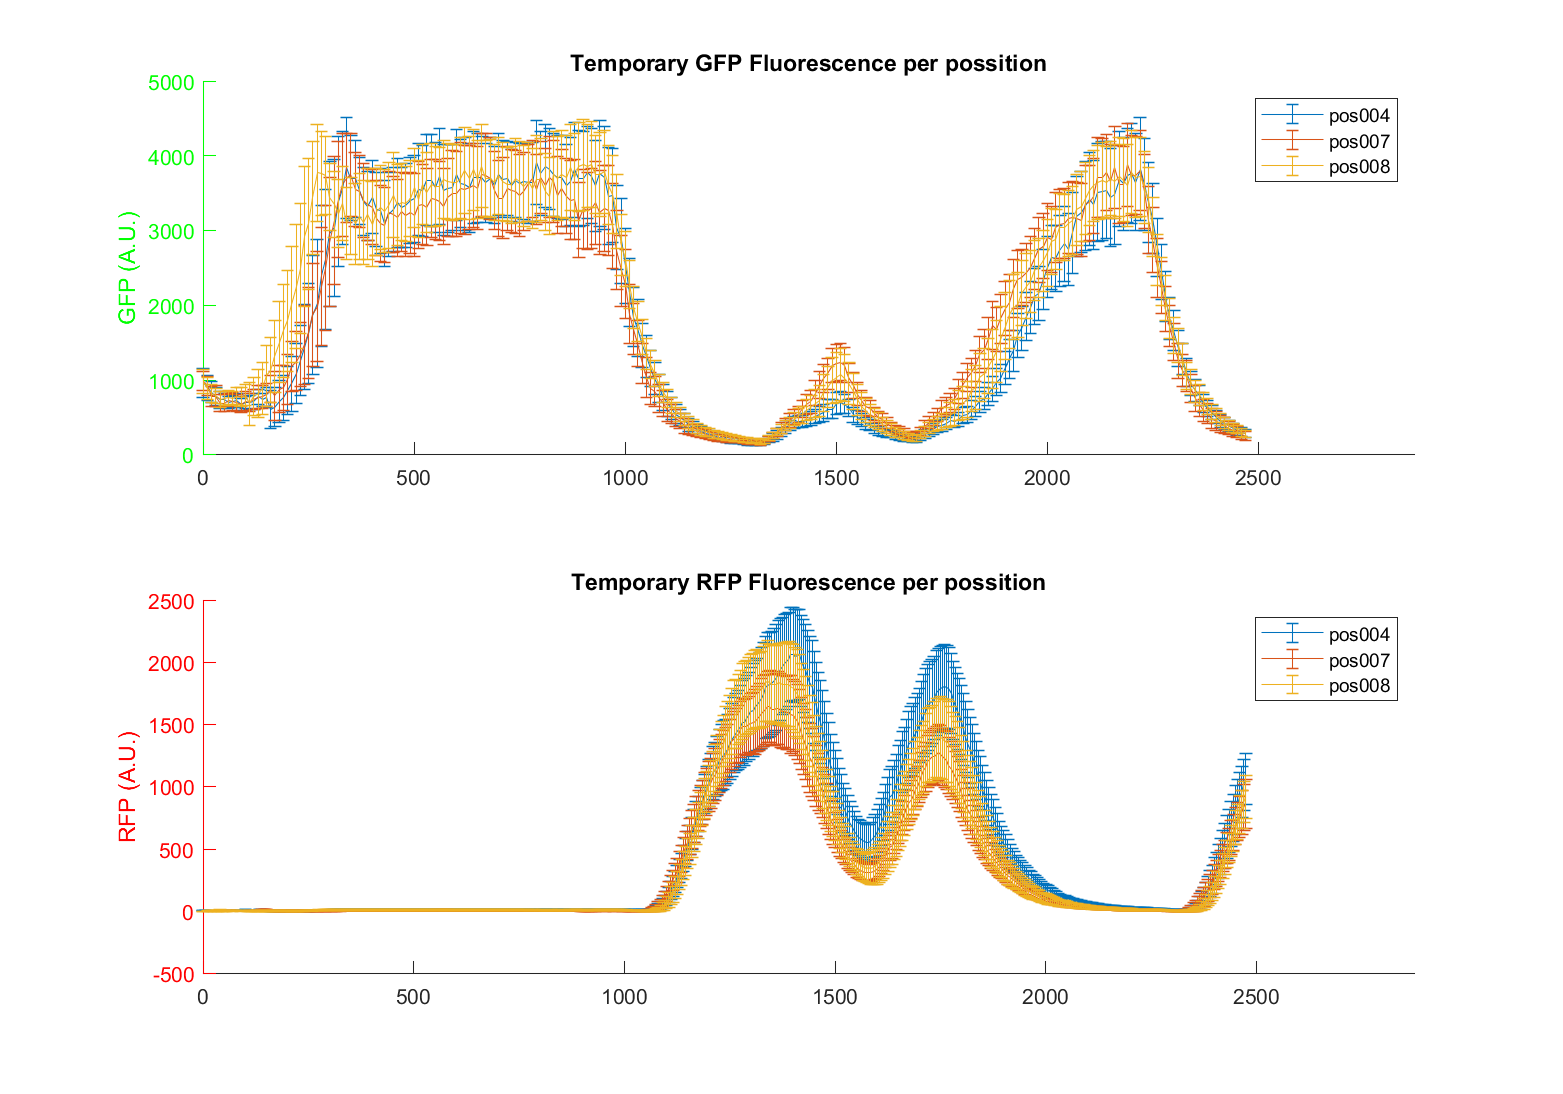 Temporary GFP Fluorescence per possition
5000
4000
3000
2000
1000
0
GFP (A.U.)
0 500 1000 1500 2000 2500
pos004
pos007
pos008
Temporary RFP Fluorescence per possition
2500
2000
1500
1000
500
0
-500
RFP (A.U.)
0 500 1000 1500 2000 2500
pos004
pos007
pos008